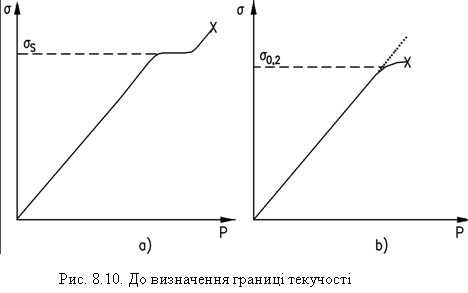 σ
σs
X
P
a)
σ
σ0,2
X
P
b)
Рис. 8.10. До визначення границі текучості